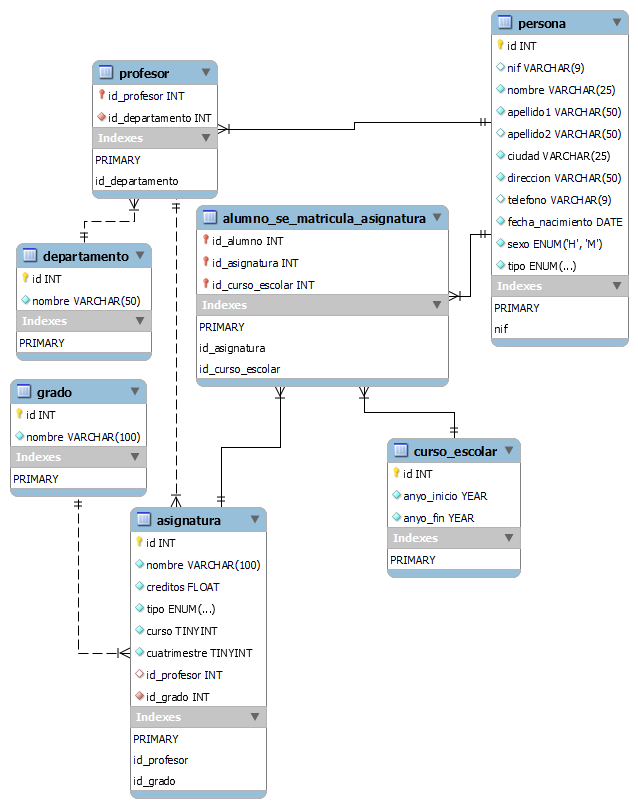 persona
id INT
nif VARCHAR(9)
nombre VARCHAR(25)
apellido1 VARCHAR(50)
apellido2 VARCHAR(50)
ciudad VARCHAR(25)
direccion VARCHAR(50)
telefono VARCHAR(9)
fecha_nacimiento DATE
sexo ENUM('H', 'M')
tipo ENUM(...)
Indexes
PRIMARY
nif
profesor
id_profesor INT
id_departamento INT
Indexes
PRIMARY
id_departamento
alumno_se_matricula_asignatura
id_alumno INT
id_asignatura INT
id_curso_escolar INT
Indexes
PRIMARY
id_asignatura
id_curso_escolar
departamento
id INT
nombre VARCHAR(50)
Indexes
PRIMARY
grado
id INT
nombre VARCHAR(100)
Indexes
PRIMARY
curso_escolar
id INT
anyo_inicio YEAR
anyo_fin YEAR
Indexes
PRIMARY
asignatura
id INT
nombre VARCHAR(100)
creditos FLOAT
tipo ENUM(...)
curso TINYINT
cuatrimestre TINYINT
id_profesor INT
id_grado INT
Indexes
PRIMARY
id_profesor
id_grado